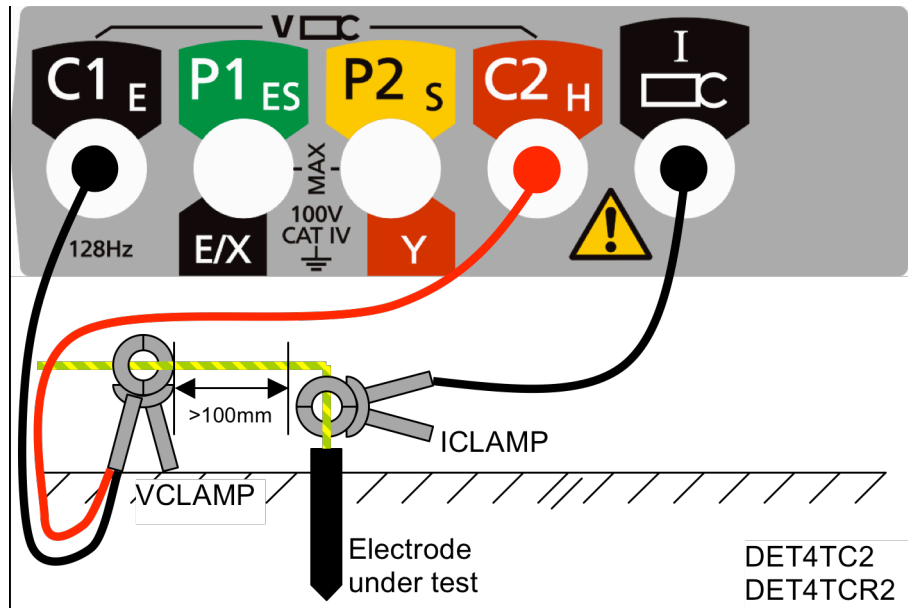 V C
C1 E
P1 ES
P2 S
C2 H
I
C
MAX
100V
CAT IV
128Hz
E/X
Y
>100mm
ICLAMP
VCLAMP
Electrode
under test
DET4TC2
DET4TCR2